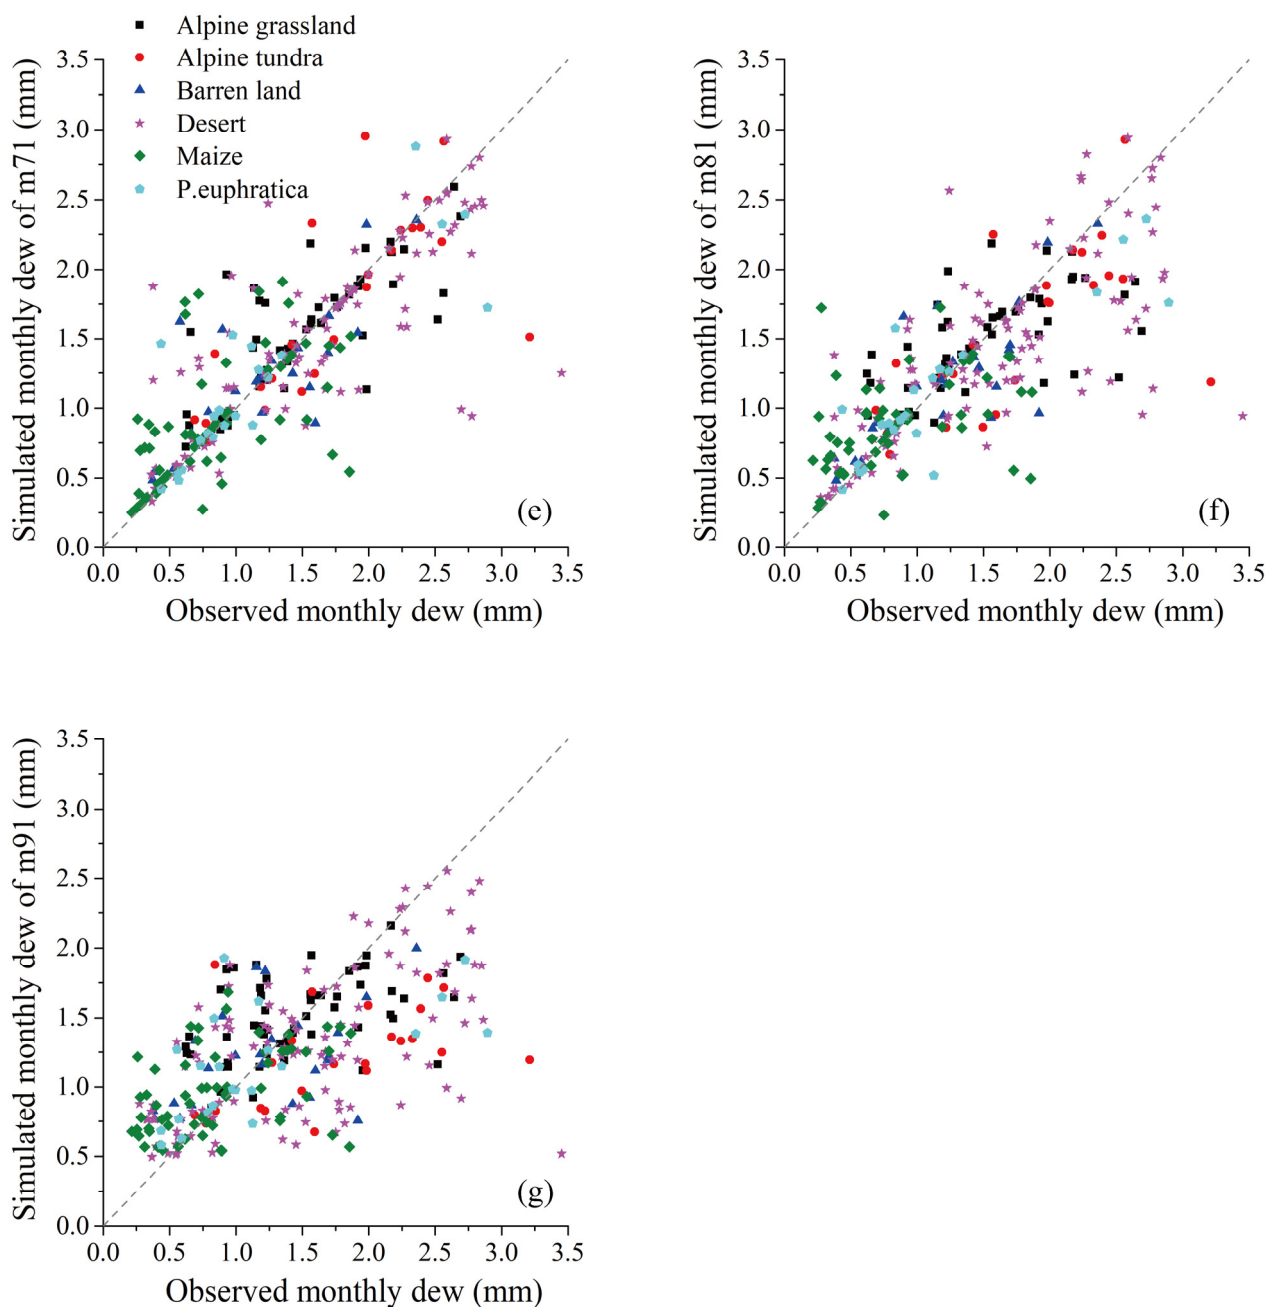 Alpine grassland
Alpine tundra
Barren land
Desert
Maize
P.euphratica
Simulated monthly dew of m71 (mm)
3.5
3.0
2.5
2.0
1.5
1.0
0.5
0.0
(e)
0.0 0.5 1.0 1.5 2.0 2.5 3.0 3.5
Observed monthly dew (mm)
Simulated monthly dew of m81 (mm)
3.5
3.0
2.5
2.0
1.5
1.0
0.5
0.0
(f)
0.0 0.5 1.0 1.5 2.0 2.5 3.0 3.5
Observed monthly dew (mm)
Simulated monthly dew of m91 (mm)
3.5
3.0
2.5
2.0
1.5
1.0
0.5
0.0
(g)
0.0 0.5 1.0 1.5 2.0 2.5 3.0 3.5
Observed monthly dew (mm)